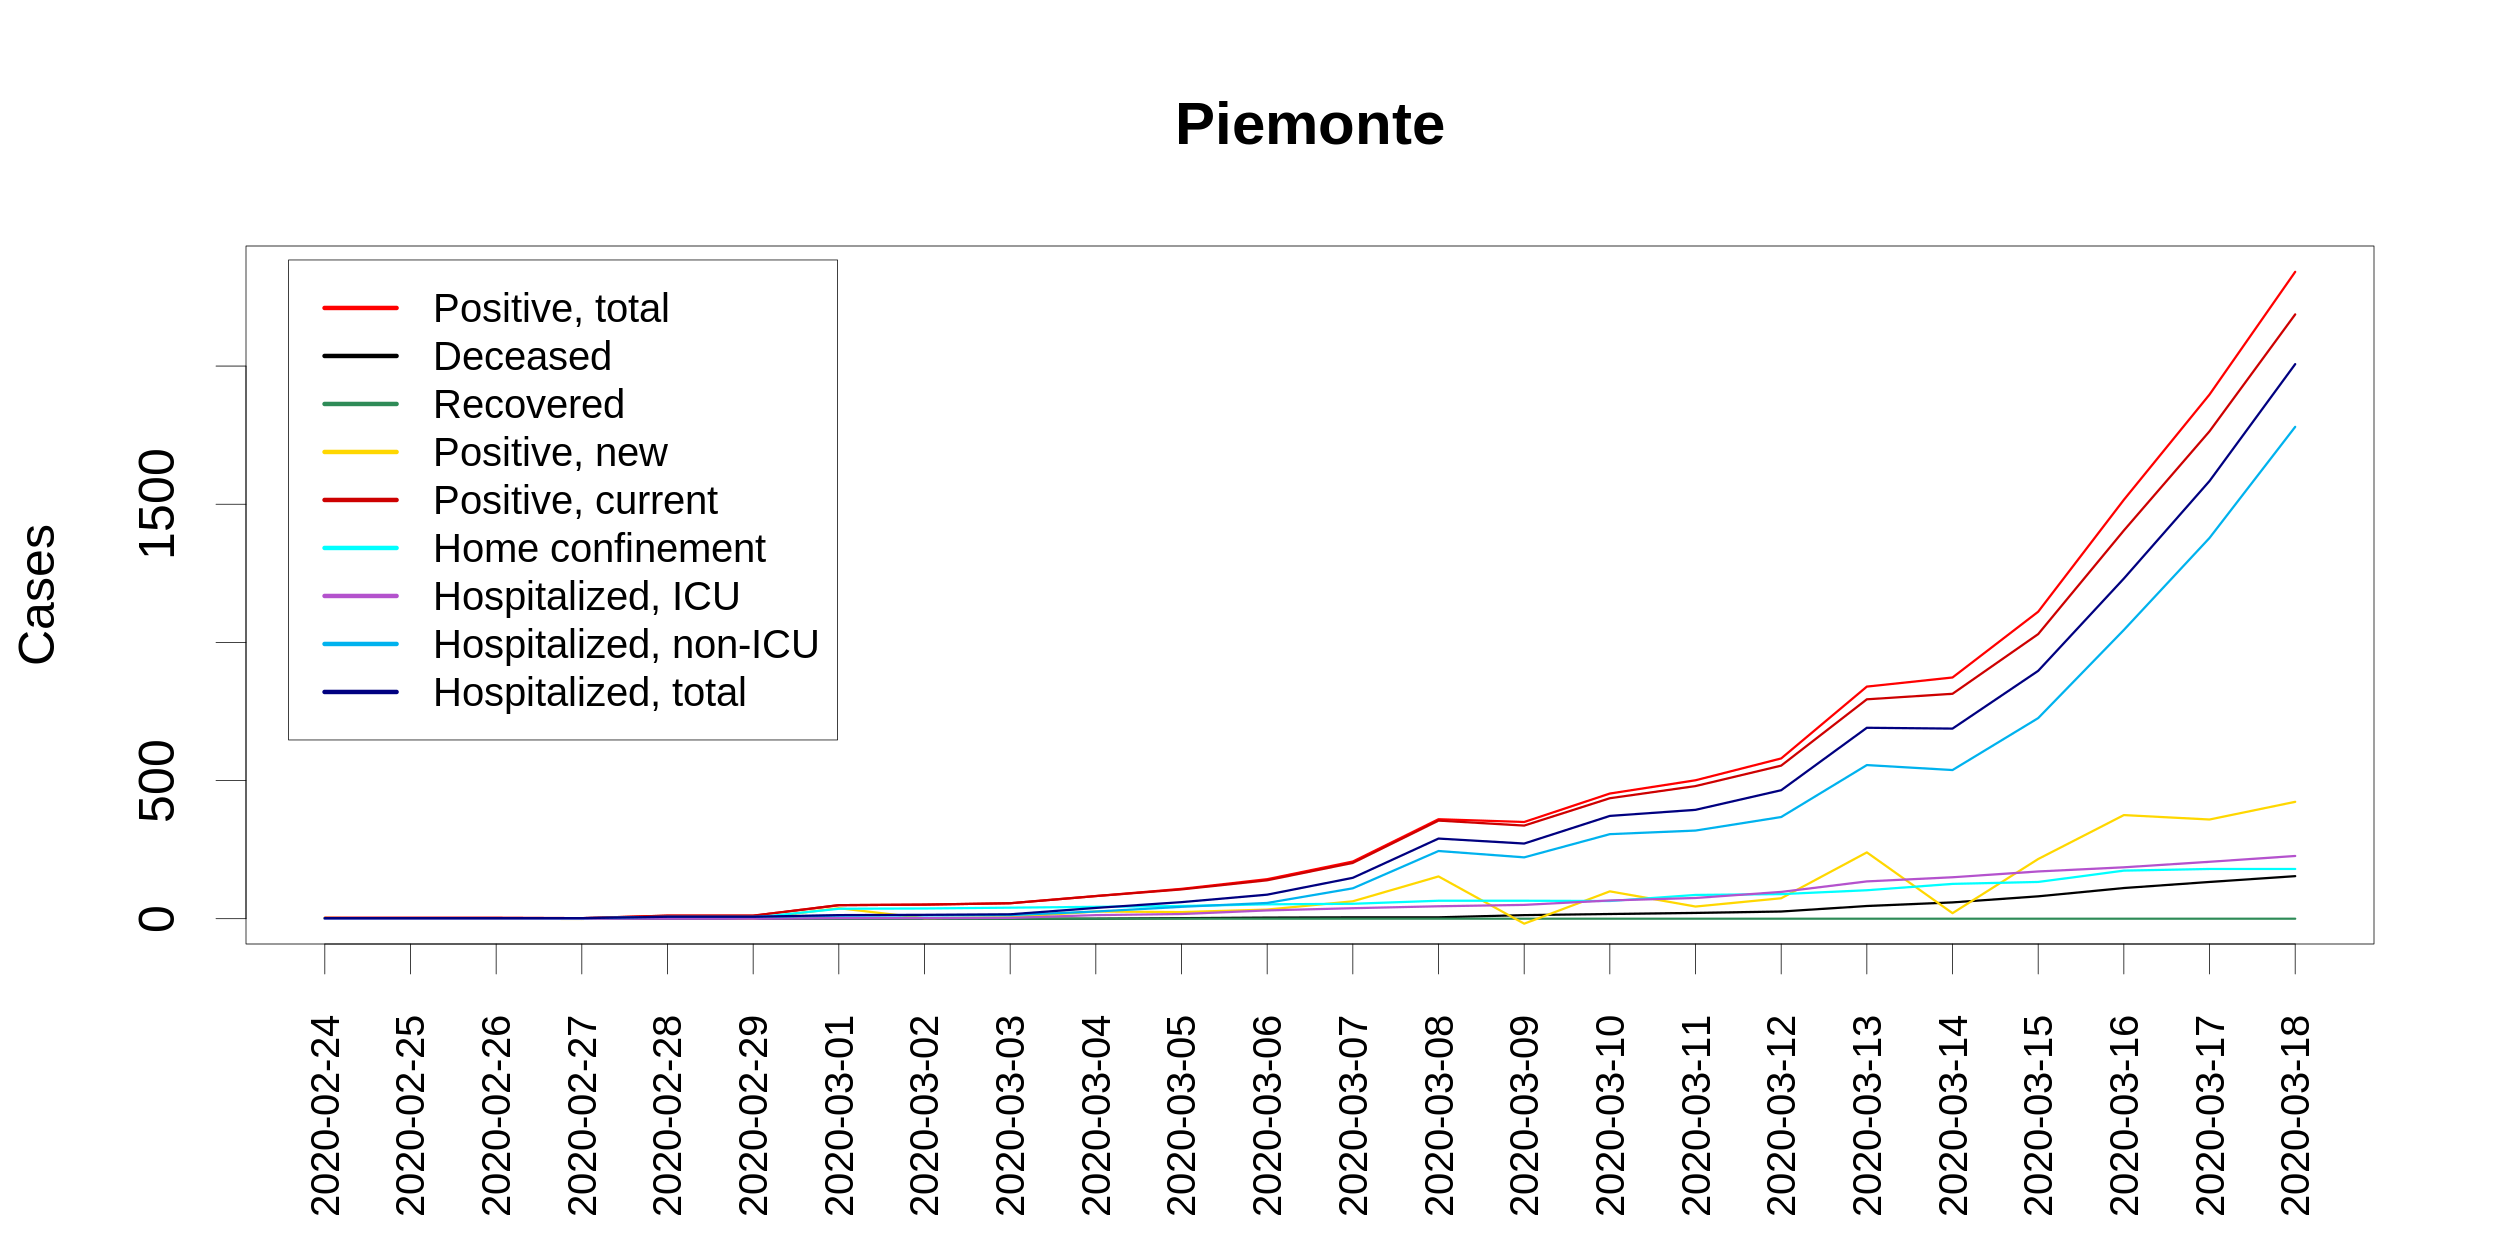 Piemonte
Cases
1500
500
0
Positive, total
Deceased
Recovered
Positive, new
Positive, current
Home confinement
Hospitalized, ICU
Hospitalized, non-ICU
Hospitalized, total
2020-02-24
2020-02-25
2020-02-26
2020-02-27
2020-02-28
2020-02-29
2020-03-01
2020-03-02
2020-03-03
2020-03-04
2020-03-05
2020-03-06
2020-03-07
2020-03-08
2020-03-09
2020-03-10
2020-03-11
2020-03-12
2020-03-13
2020-03-14
2020-03-15
2020-03-16
2020-03-17
2020-03-18